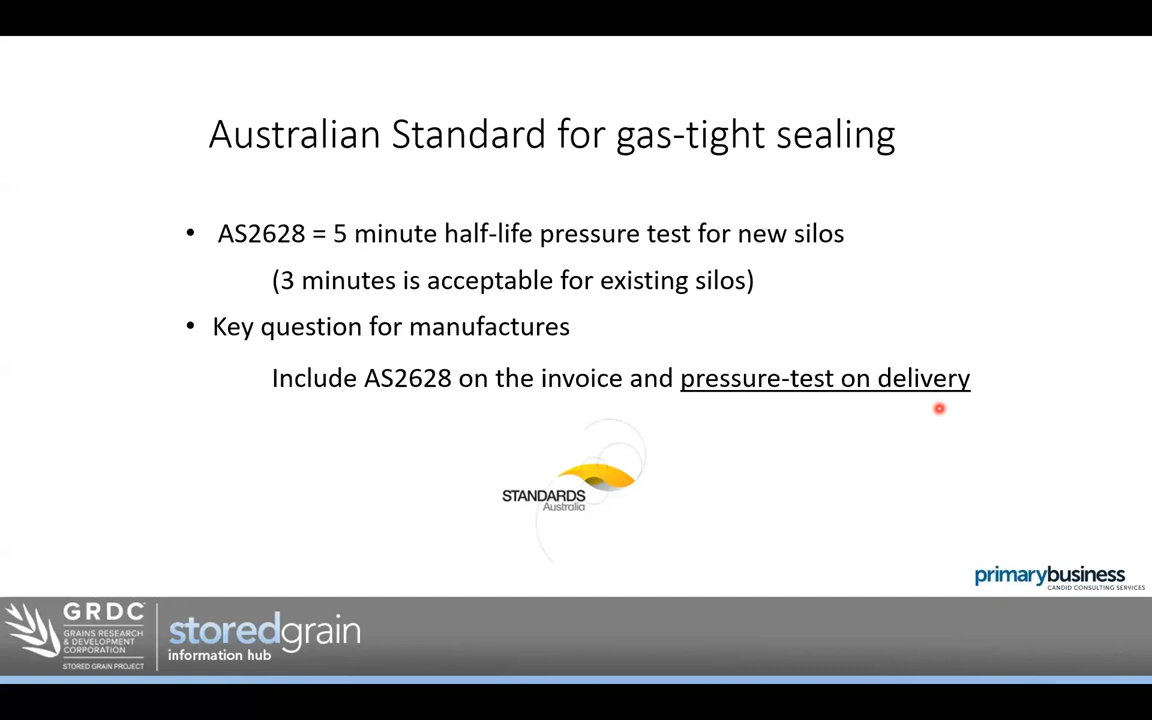 Australian Standard for gas-tight sealing
• AS2628 = 5 minute half-life pressure test for new silos
(3 minutes is acceptable for existing silos)
• Key question for manufactures
Include AS2628 on the invoice and pressure-test on delivery
STANDARDS
Australia
primarybusiness
CANDID CONSULTING SERVICES
GRDC™
GRAINS RESEARCH
& DEVELOPMENT
CORPORATION
STORED GRAIN PROJECT
storedgrain
information hub